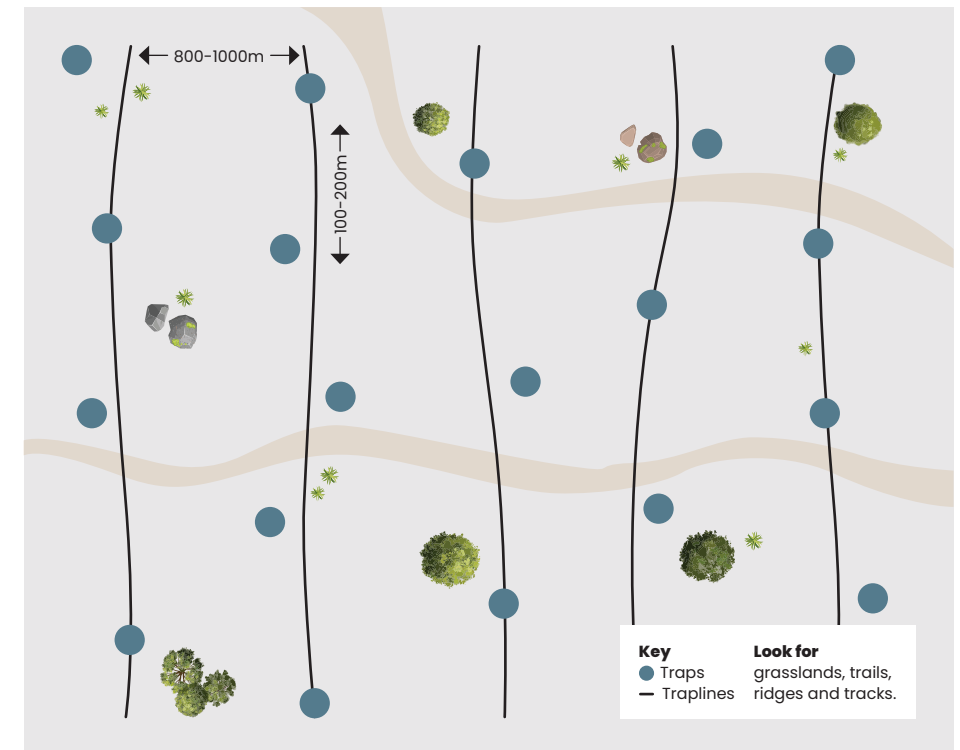 800-1000m
100-200m
Key
Traps
Traplines
Look for
grasslands, trails,
ridges and tracks.